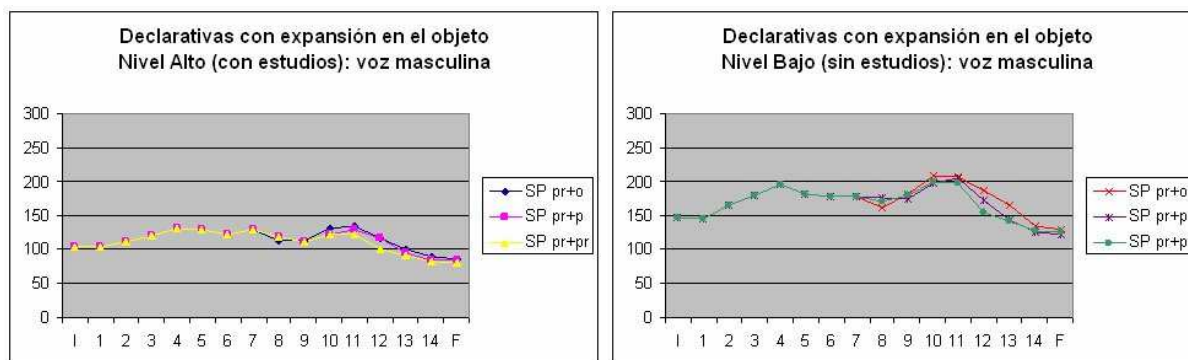 Declarativas con expansión en el objeto
Nivel Alto (con estudios): voz masculina
300
250
200
150
100
50
0
I 1 2 3 4 5 6 7 8 9 10 11 12 13 14 F
SP pr+o
SP pr+p
SP pr+pr
Declarativas con expansión en el objeto
Nivel Bajo (sin estudios): voz masculina
300
250
200
150
100
50
0
I 1 2 3 4 5 6 7 8 9 10 11 12 13 14 F
SP pr+o
SP pr+p
SP pr+p